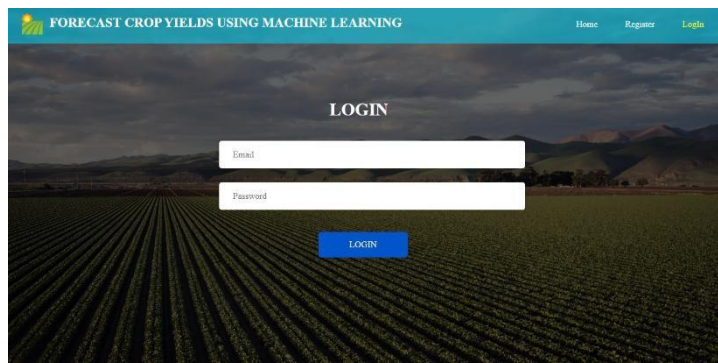 FORECAST CROP YIELDS USING MACHINE LEARNING
Home
Register
LogIn
LOGIN
Email
Password
LOGIN